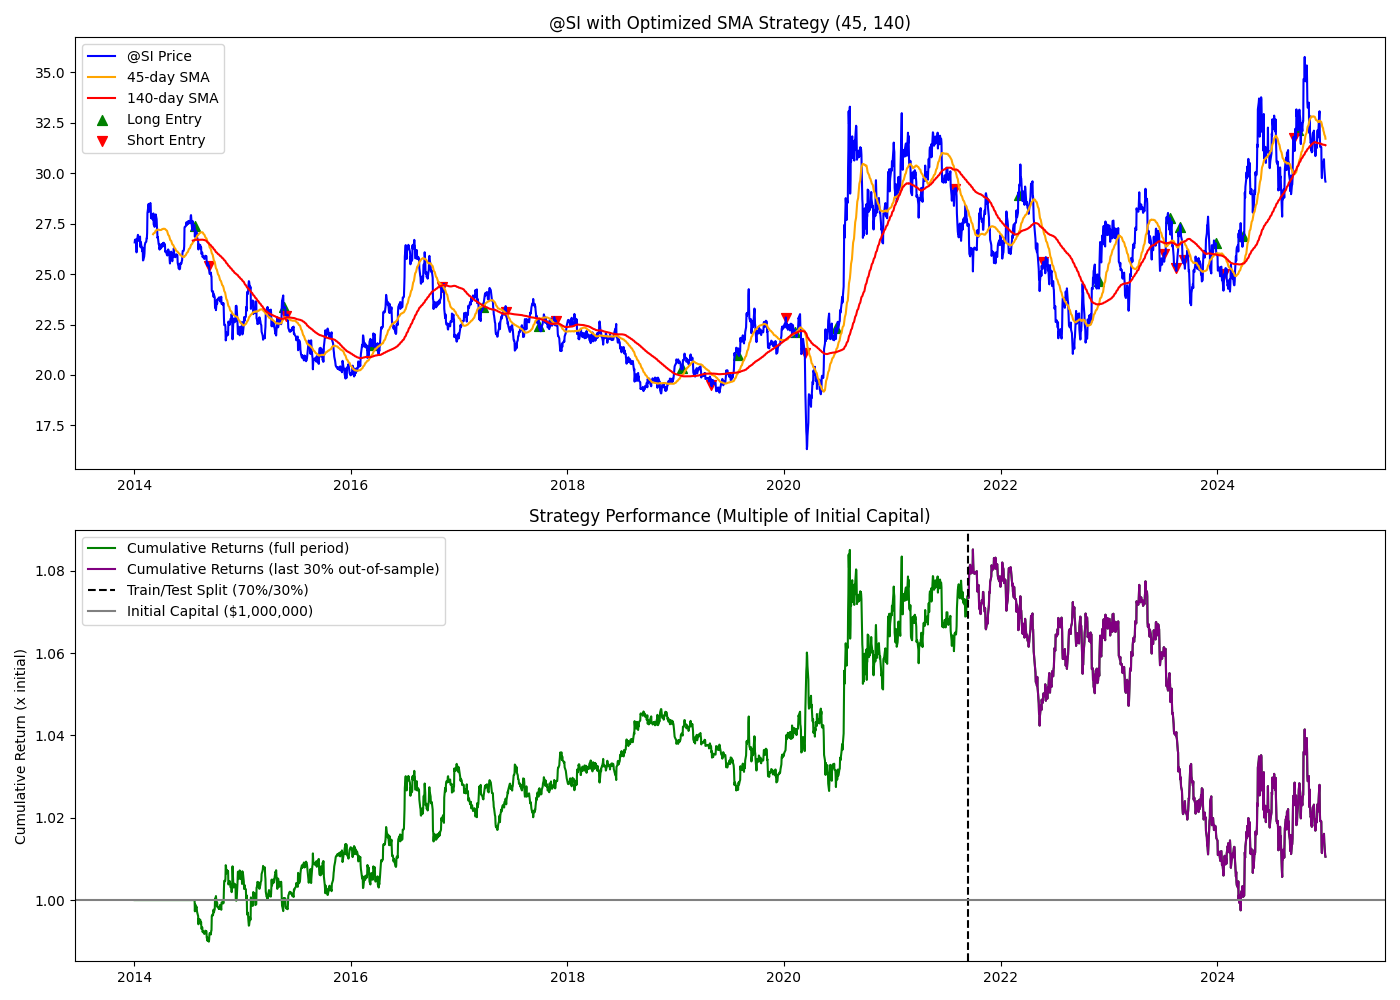 @SI with Optimized SMA Strategy (45, 140)
@SI Price
45-day SMA
140-day SMA
Long Entry
Short Entry
35.0
32.5
30.0
27.5
25.0
22.5
20.0
17.5
2014
2016
2018
2020
2022
2024
Strategy Performance (Multiple of Initial Capital)
Cumulative Returns (full period)
Cumulative Returns (last 30% out-of-sample)
Train/Test Split (70%/30%)
Initial Capital ($1,000,000)
Cumulative Return (x initial)
1.08
1.06
1.04
1.02
1.00
2014
2016
2018
2020
2022
2024